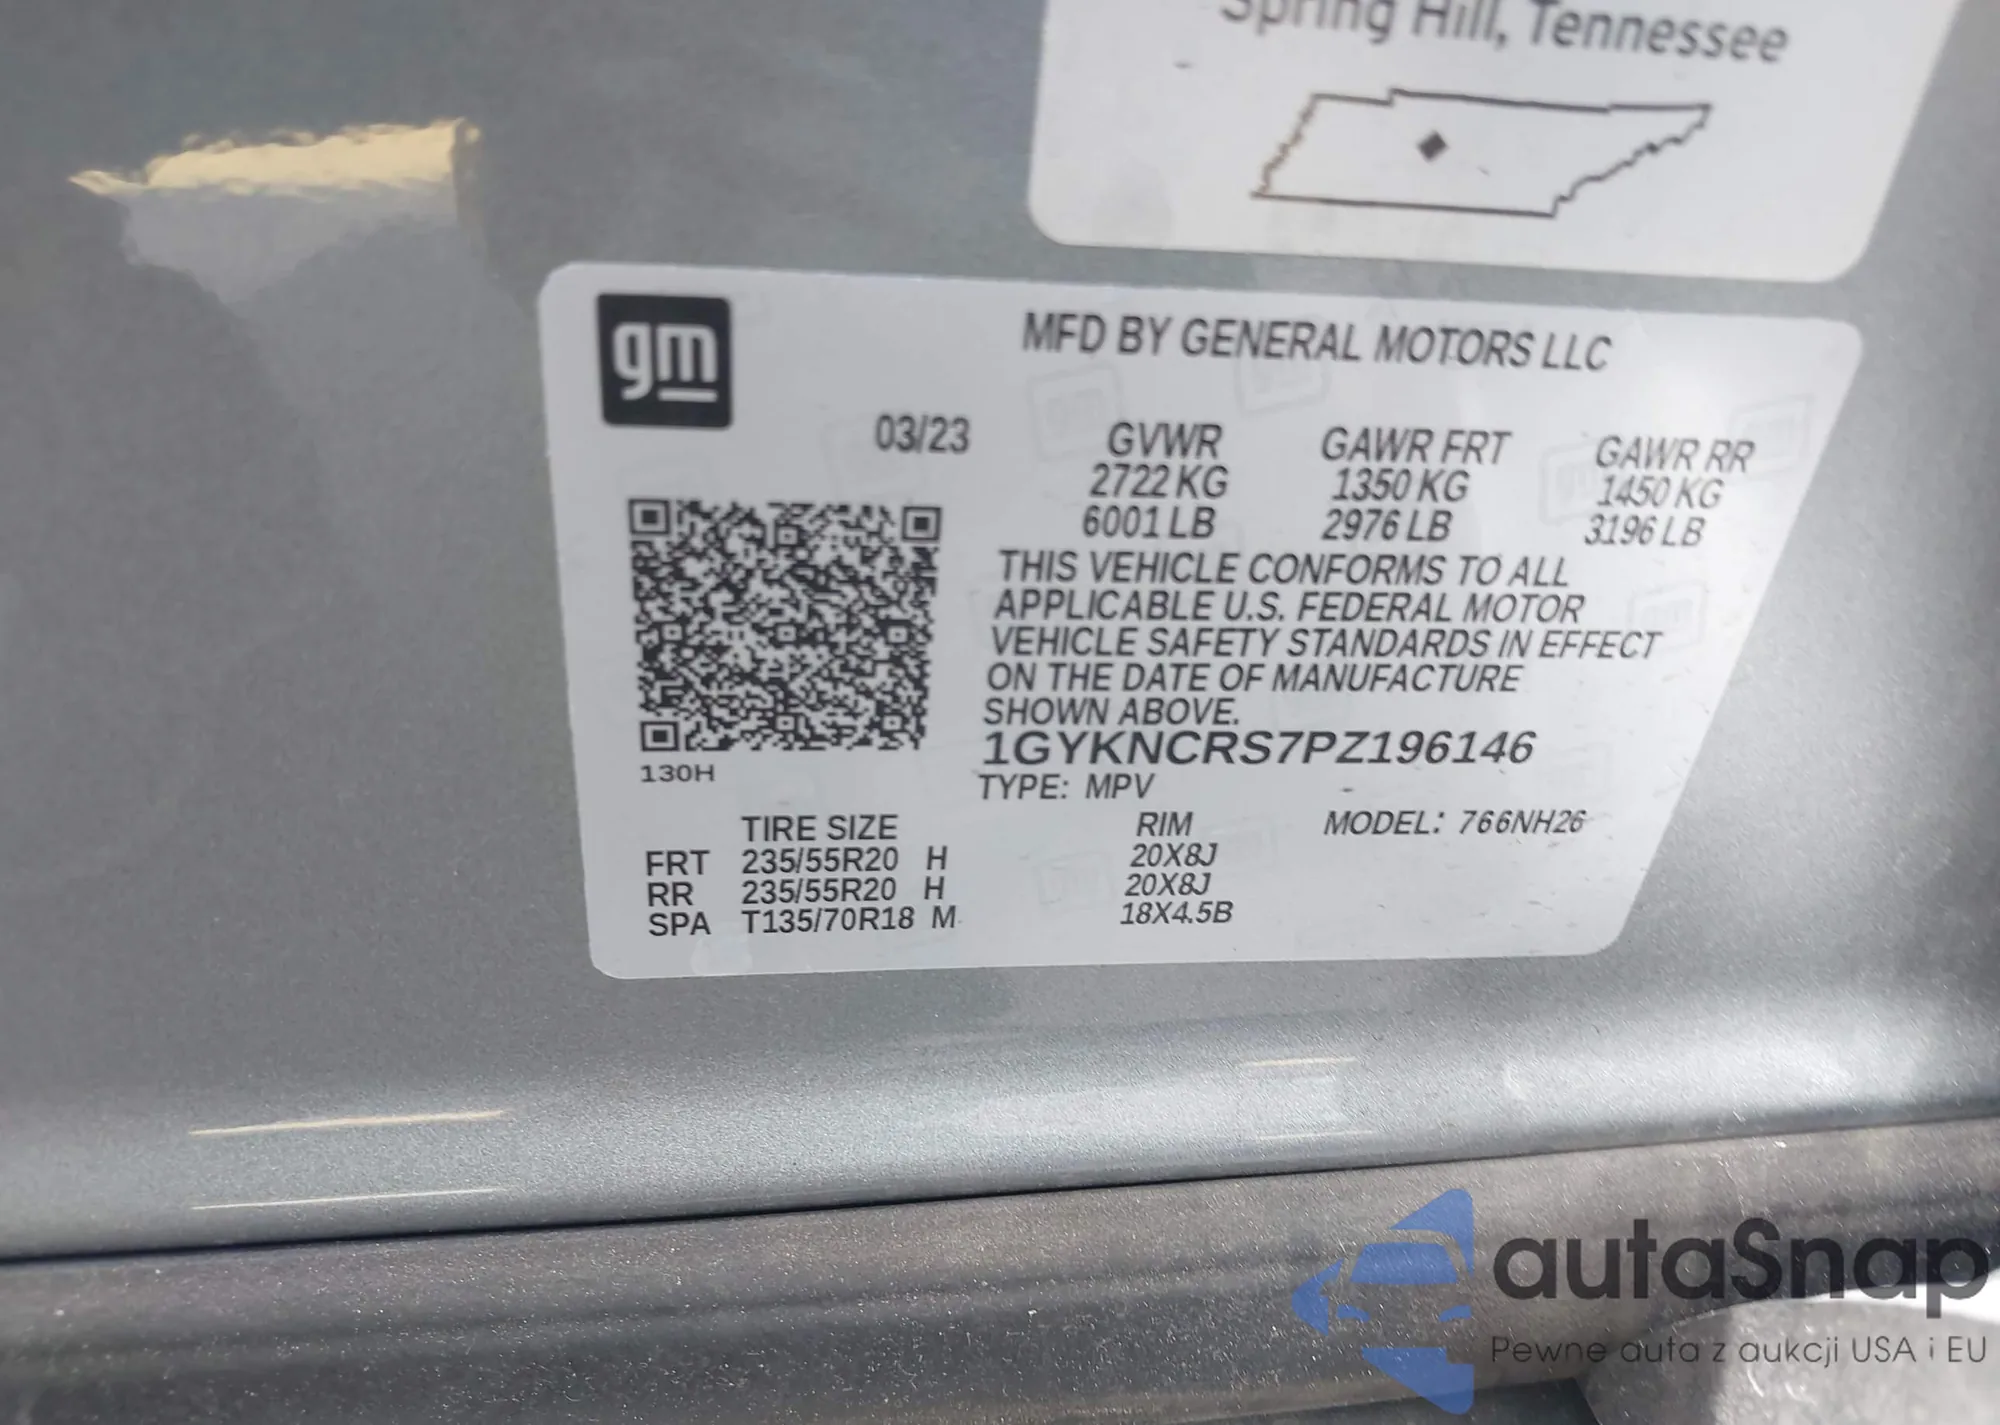 Spring Hill, Tennessee
gm
MFD BY GENERAL MOTORS LLC
03/23
GVWR GAWR FRT GAWR RR
2722 KG 1350 KG 1450 KG
6001 LB 2976 LB 3196 LB
THIS VEHICLE CONFORMS TO ALL
APPLICABLE U.S. FEDERAL MOTOR
VEHICLE SAFETY STANDARDS IN EFFECT
ON THE DATE OF MANUFACTURE
SHOWN ABOVE.
1GYKNCRS7PZ196146
130H
TYPE: MPV
TIRE SIZE RIM MODEL: 766NH26
FRT 235/55R20 H 20X8J
RR 235/55R20 H 20X8J
SPA T135/70R18 M 18X4.5B
autaSnap
Pewne auta z aukcji USA i EU